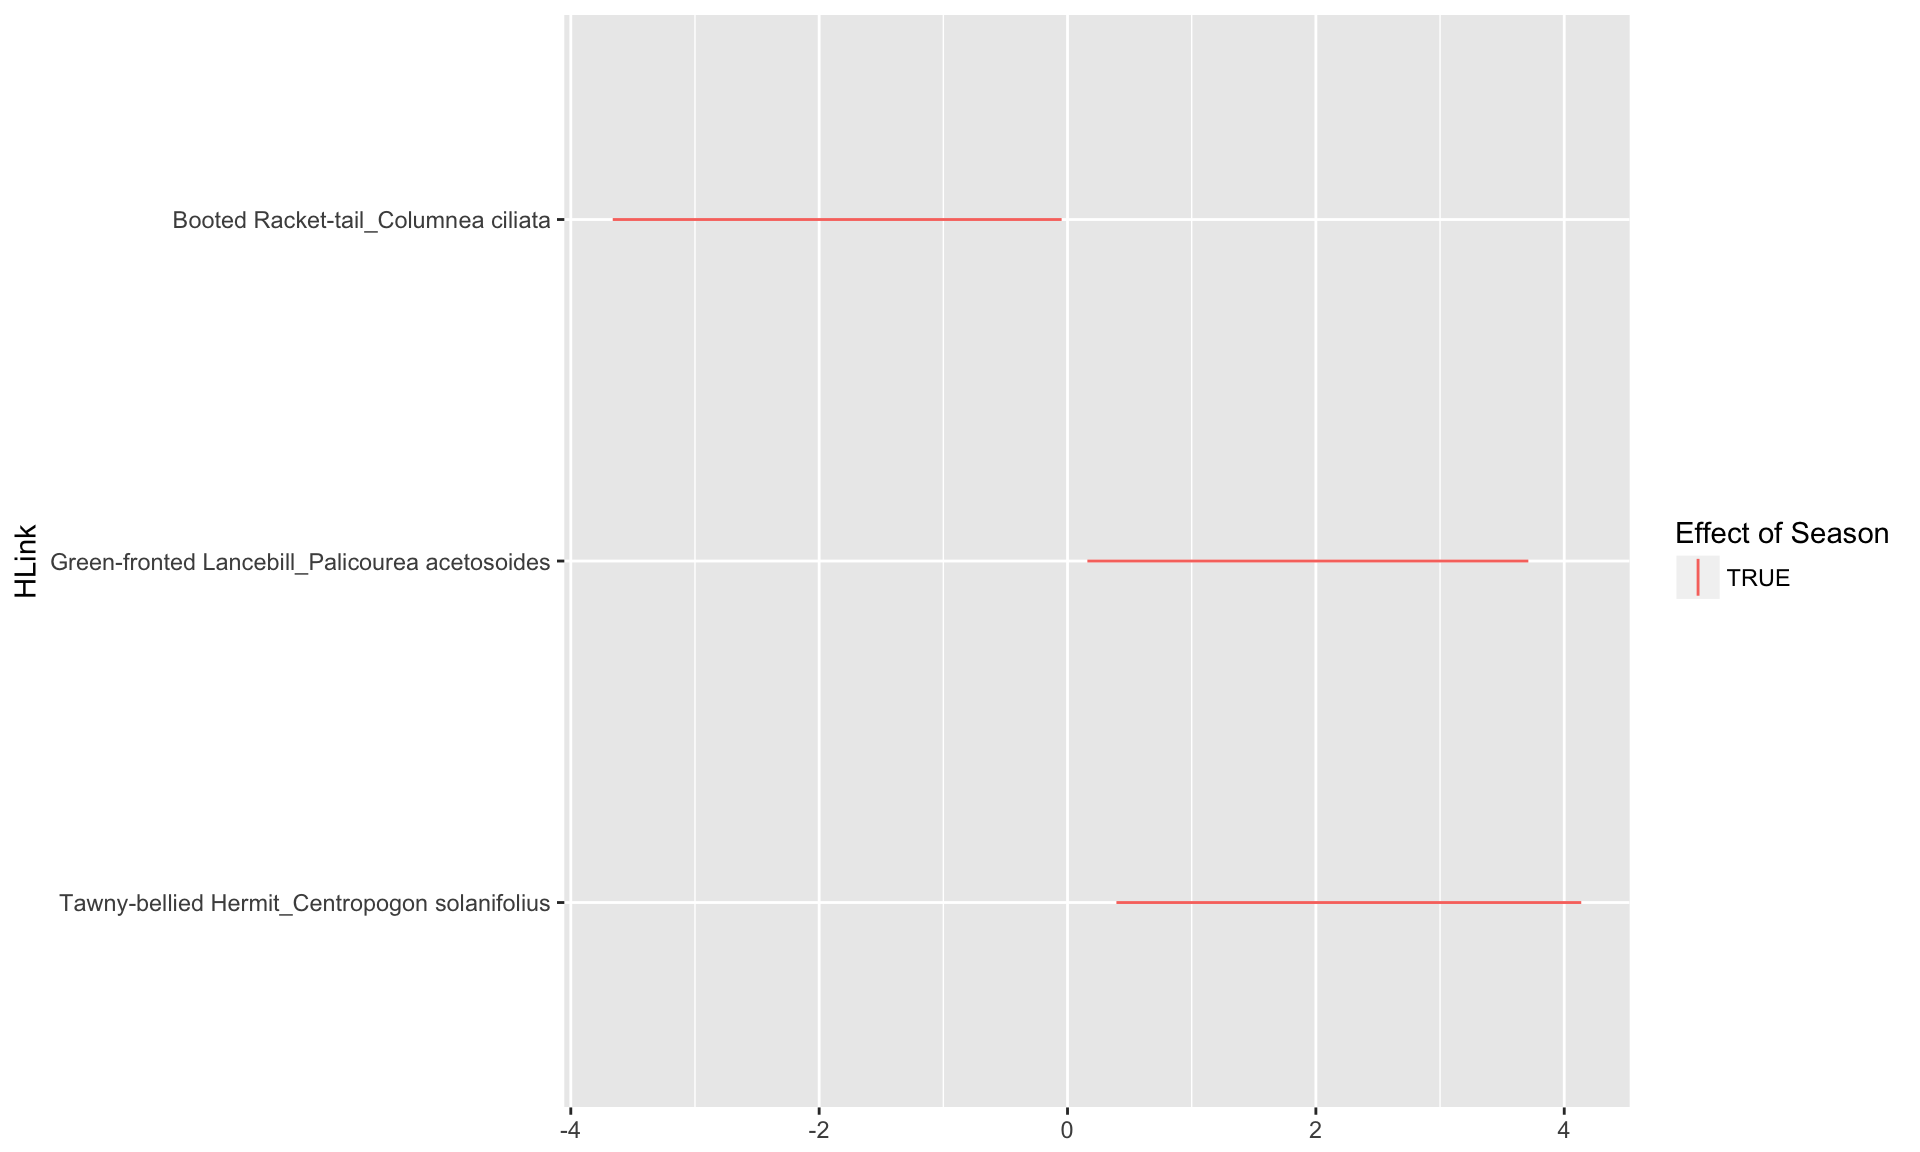 HLink
Booted Racket-tail_Columnea ciliata
Green-fronted Lancebill_Palicourea acetosoides
Tawny-bellied Hermit_Centropogon solanifolius
-4 -2 0 2 4
Effect of Season
TRUE